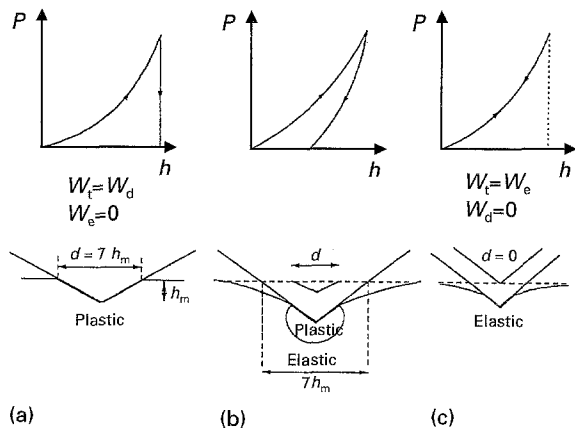 P
h
W_t=W_d
W_e=0
d = 7 h_m
h_m
Plastic
(a)
P
h
d
Plastic
Elastic
7h_m
(b)
P
h
W_t=W_e
W_d=0
d = 0
Elastic
(c)